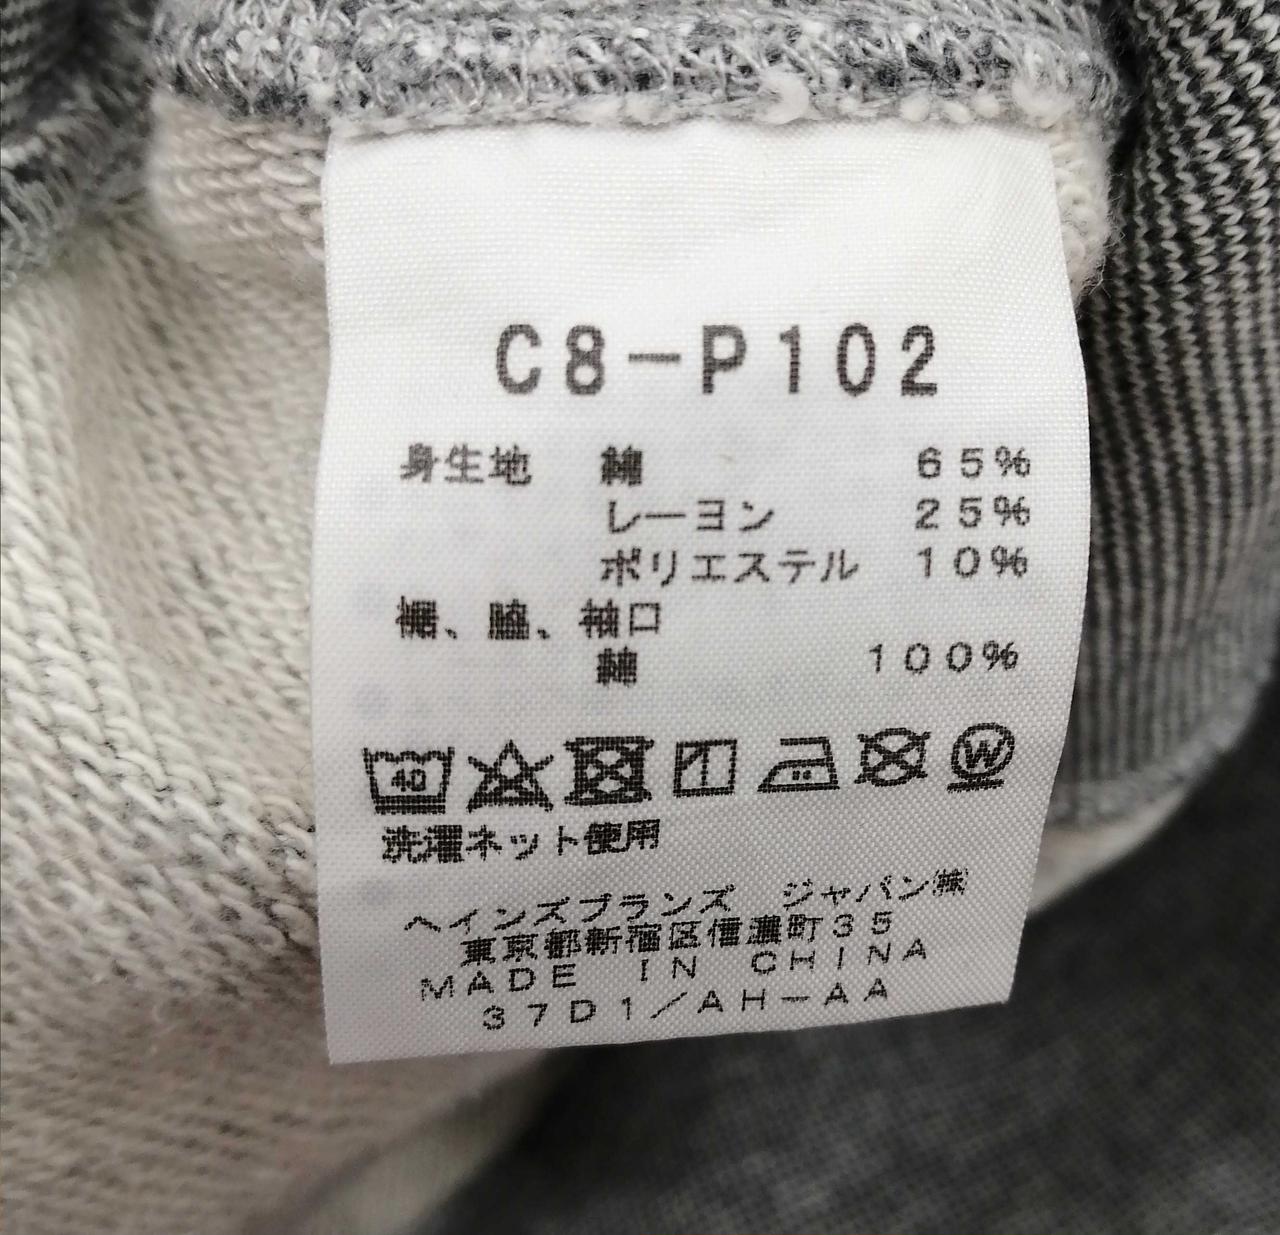 C8-P102
身生地 綿 65%
レーヨン 25%
ポリエステル 10%
裾、脇、袖口
綿 100%
40 W
洗濯ネット使用
ヘインズブランズ ジャパン㈱
東京都新宿区信濃町35
MADE IN CHINA
37D1/AH-AA